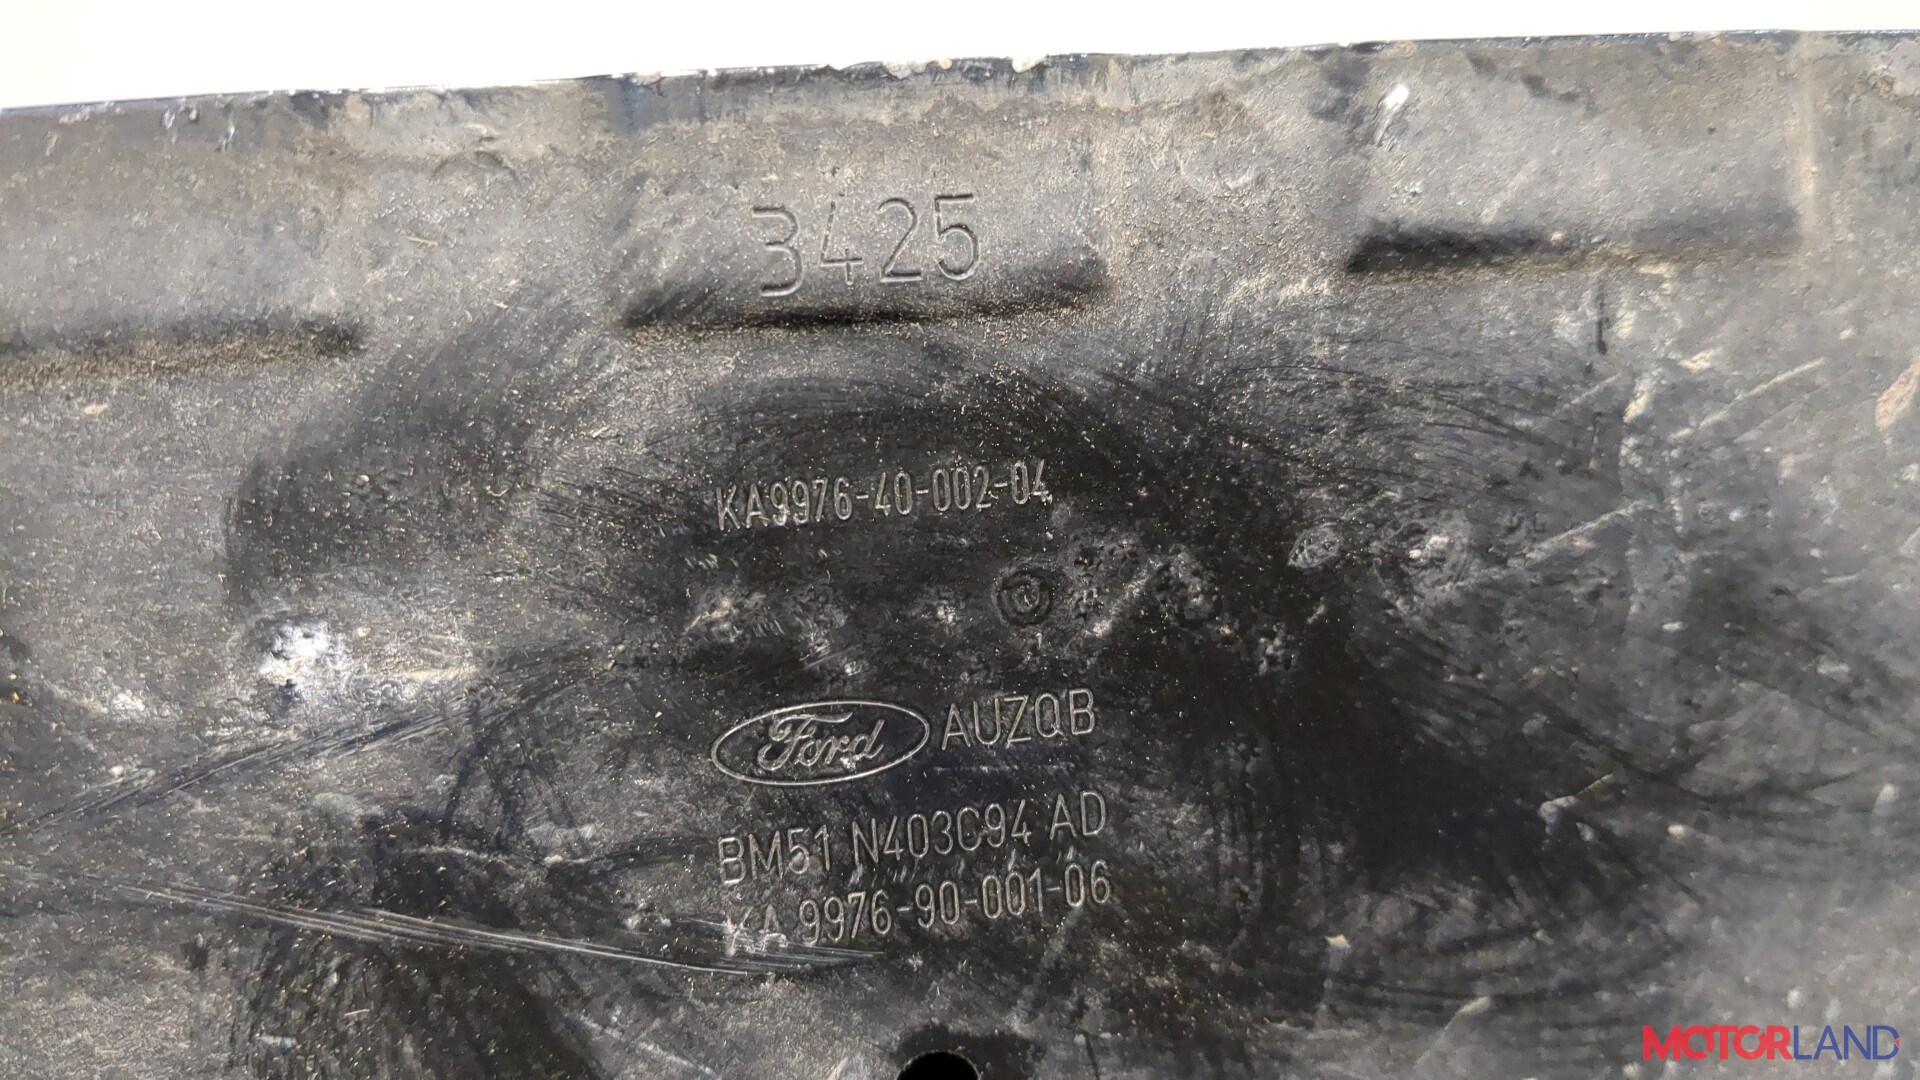 3425
KA9976-40-002-04
Ford AUZQB
BM51 N403C94 AD
KA 9976-90-001-06
MOTORLAND